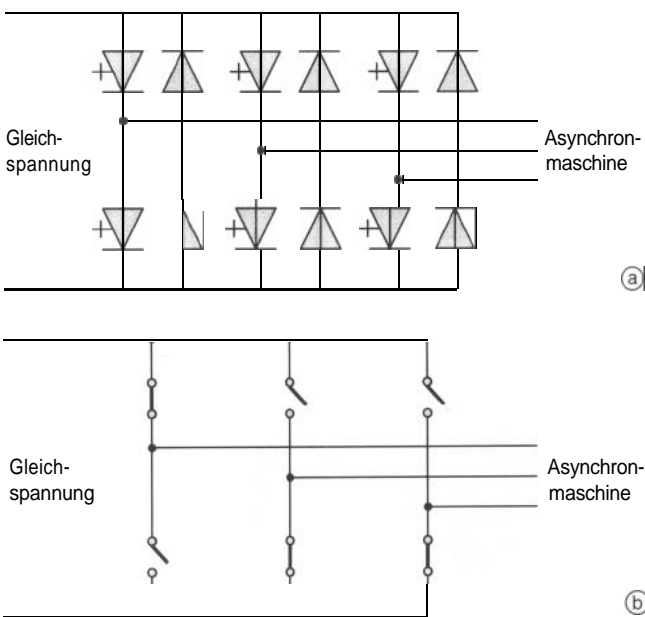 Gleich-
spannung
Asynchron-
maschine
a
Gleich-
spannung
Asynchron-
maschine
b